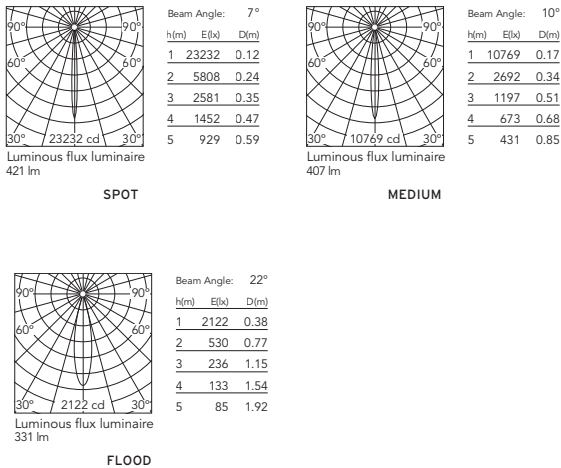 90° 90°
60° 60°
30° 23232 cd 30°
Luminous flux luminaire
421 lm
Beam Angle: 7°
h(m) E(lx) D(m)
1 23232 0.12
2 5808 0.24
3 2581 0.35
4 1452 0.47
5 929 0.59
SPOT
90° 90°
60° 60°
30° 10769 cd 30°
Luminous flux luminaire
407 lm
Beam Angle: 10°
h(m) E(lx) D(m)
1 10769 0.17
2 2692 0.34
3 1197 0.51
4 673 0.68
5 431 0.85
MEDIUM
90° 90°
60° 60°
30° 2122 cd 30°
Luminous flux luminaire
331 lm
Beam Angle: 22°
h(m) E(lx) D(m)
1 2122 0.38
2 530 0.77
3 236 1.15
4 133 1.54
5 85 1.92
FLOOD